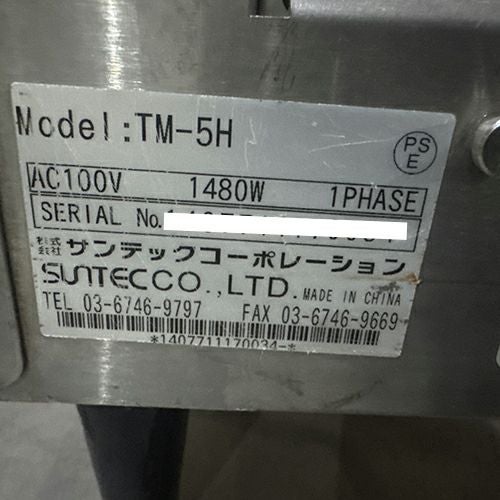 Model:TM-5H
PS
E
AC100V 1480W 1PHASE
SERIAL No.
株式会社 サンテックコーポレーション
SUNTECCO.,LTD. MADE IN CHINA
TEL 03-6746-9797 FAX 03-6746-9669
*1407711170034-*